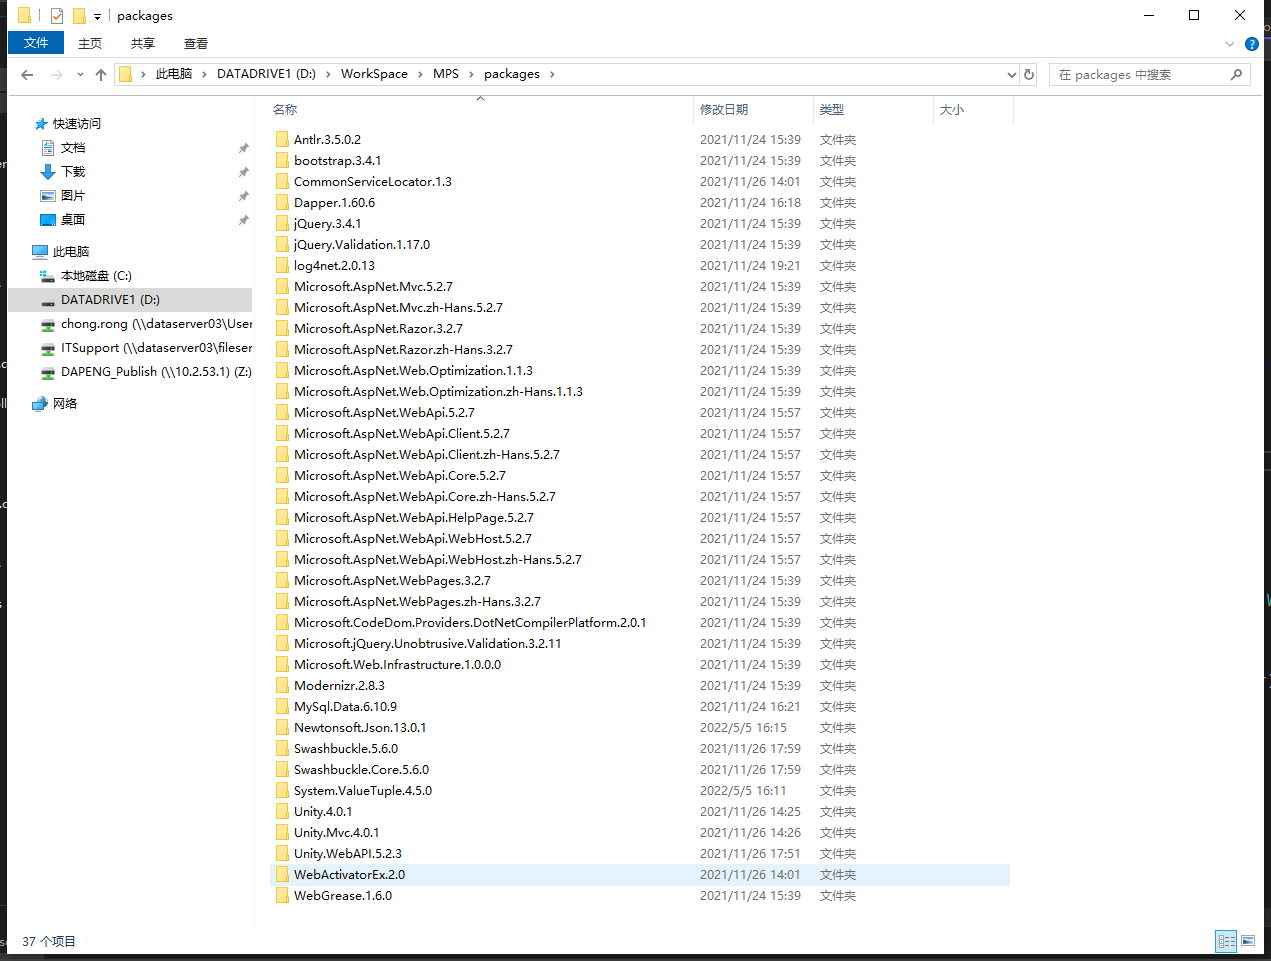 packages
文件 主页 共享 查看
此电脑 DATADRIVE1 (D:) WorkSpace MPS packages
在 packages 中搜索
快速访问
文档
下载
图片
桌面
此电脑
本地磁盘 (C:)
DATADRIVE1 (D:)
chong.rong (\\dataserver03\User
ITSupport (\\dataserver03\fileser
DAPENG_Publish (\\10.2.53.1) (Z:)
网络
名称 修改日期 类型 大小
Antlr.3.5.0.2 2021/11/24 15:39 文件夹
bootstrap.3.4.1 2021/11/24 15:39 文件夹
CommonServiceLocator.1.3 2021/11/26 14:01 文件夹
Dapper.1.60.6 2021/11/24 16:18 文件夹
jQuery.3.4.1 2021/11/24 15:39 文件夹
jQuery.Validation.1.17.0 2021/11/24 15:39 文件夹
log4net.2.0.13 2021/11/24 19:21 文件夹
Microsoft.AspNet.Mvc.5.2.7 2021/11/24 15:39 文件夹
Microsoft.AspNet.Mvc.zh-Hans.5.2.7 2021/11/24 15:39 文件夹
Microsoft.AspNet.Razor.3.2.7 2021/11/24 15:39 文件夹
Microsoft.AspNet.Razor.zh-Hans.3.2.7 2021/11/24 15:39 文件夹
Microsoft.AspNet.Web.Optimization.1.1.3 2021/11/24 15:39 文件夹
Microsoft.AspNet.Web.Optimization.zh-Hans.1.1.3 2021/11/24 15:39 文件夹
Microsoft.AspNet.WebApi.5.2.7 2021/11/24 15:57 文件夹
Microsoft.AspNet.WebApi.Client.5.2.7 2021/11/24 15:57 文件夹
Microsoft.AspNet.WebApi.Client.zh-Hans.5.2.7 2021/11/24 15:57 文件夹
Microsoft.AspNet.WebApi.Core.5.2.7 2021/11/24 15:57 文件夹
Microsoft.AspNet.WebApi.Core.zh-Hans.5.2.7 2021/11/24 15:57 文件夹
Microsoft.AspNet.WebApi.HelpPage.5.2.7 2021/11/24 15:57 文件夹
Microsoft.AspNet.WebApi.WebHost.5.2.7 2021/11/24 15:57 文件夹
Microsoft.AspNet.WebApi.WebHost.zh-Hans.5.2.7 2021/11/24 15:57 文件夹
Microsoft.AspNet.WebPages.3.2.7 2021/11/24 15:39 文件夹
Microsoft.AspNet.WebPages.zh-Hans.3.2.7 2021/11/24 15:39 文件夹
Microsoft.CodeDom.Providers.DotNetCompilerPlatform.2.0.1 2021/11/24 15:39 文件夹
Microsoft.jQuery.Unobtrusive.Validation.3.2.11 2021/11/24 15:39 文件夹
Microsoft.Web.Infrastructure.1.0.0.0 2021/11/24 15:39 文件夹
Modernizr.2.8.3 2021/11/24 15:39 文件夹
MySql.Data.6.10.9 2021/11/24 16:21 文件夹
Newtonsoft.Json.13.0.1 2022/5/5 16:15 文件夹
Swashbuckle.5.6.0 2021/11/26 17:59 文件夹
Swashbuckle.Core.5.6.0 2021/11/26 17:59 文件夹
System.ValueTuple.4.5.0 2022/5/5 16:11 文件夹
Unity.4.0.1 2021/11/26 14:25 文件夹
Unity.Mvc.4.0.1 2021/11/26 14:26 文件夹
Unity.WebAPI.5.2.3 2021/11/26 17:51 文件夹
WebActivatorEx.2.0 2021/11/26 14:01 文件夹
WebGrease.1.6.0 2021/11/24 15:39 文件夹
37 个项目